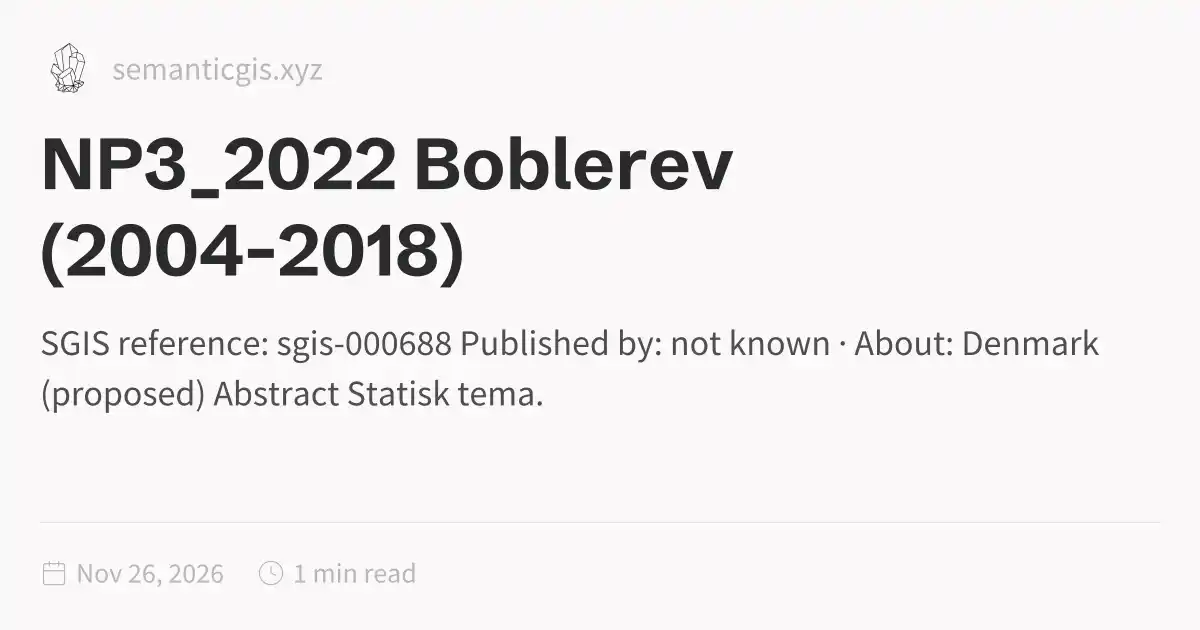 semanticgis.xyz
NP3_2022 Boblerev
(2004-2018)
SGIS reference: sgis-000688 Published by: not known · About: Denmark
(proposed) Abstract Statisk tema.
Nov 26, 2026 1 min read